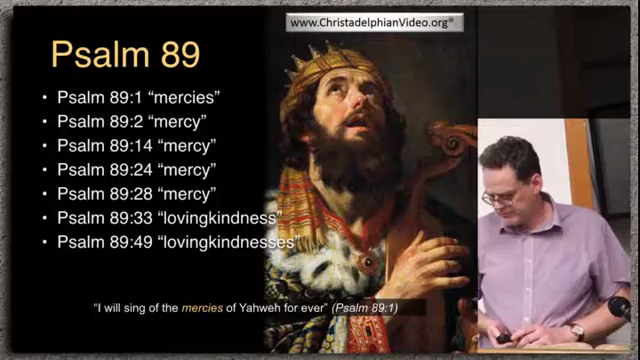 www.ChristadelphianVideo.org®
Psalm 89
• Psalm 89:1 “mercies”
• Psalm 89:2 “mercy”
• Psalm 89:14 “mercy”
• Psalm 89:24 “mercy”
• Psalm 89:28 “mercy”
• Psalm 89:33 “lovingkindness”
• Psalm 89:49 “lovingkindnesses”
“I will sing of the mercies of Yahweh for ever” (Psalm 89:1)